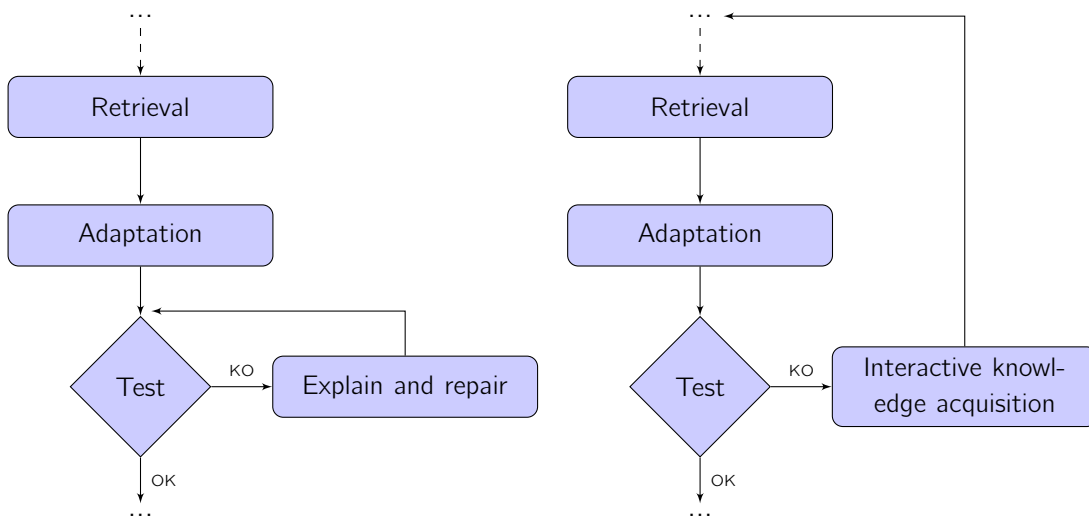 ...
Retrieval
Adaptation
Test
KO
Explain and repair
OK
...
...
Retrieval
Adaptation
Test
KO
Interactive knowl-
edge acquisition
OK
...